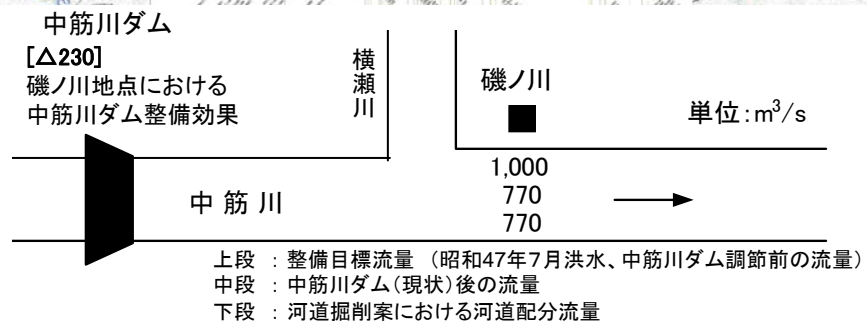 中筋川ダム
[△230]
磯ノ川地点における
中筋川ダム整備効果
横瀬川
磯ノ川
単位:m³/s
1,000
770
770
中筋川
上段 : 整備目標流量 (昭和47年7月洪水、中筋川ダム調節前の流量)
中段 : 中筋川ダム(現状)後の流量
下段 : 河道掘削案における河道配分流量